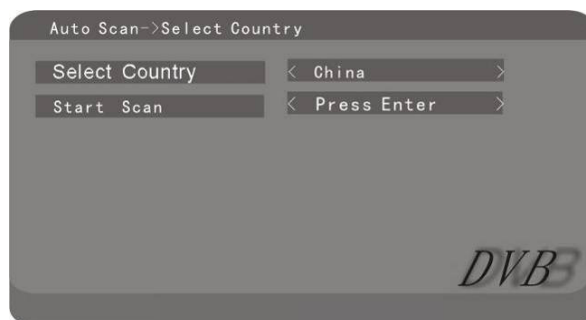 Auto Scan->Select Country
Select Country < China >
Start Scan < Press Enter >
DVB